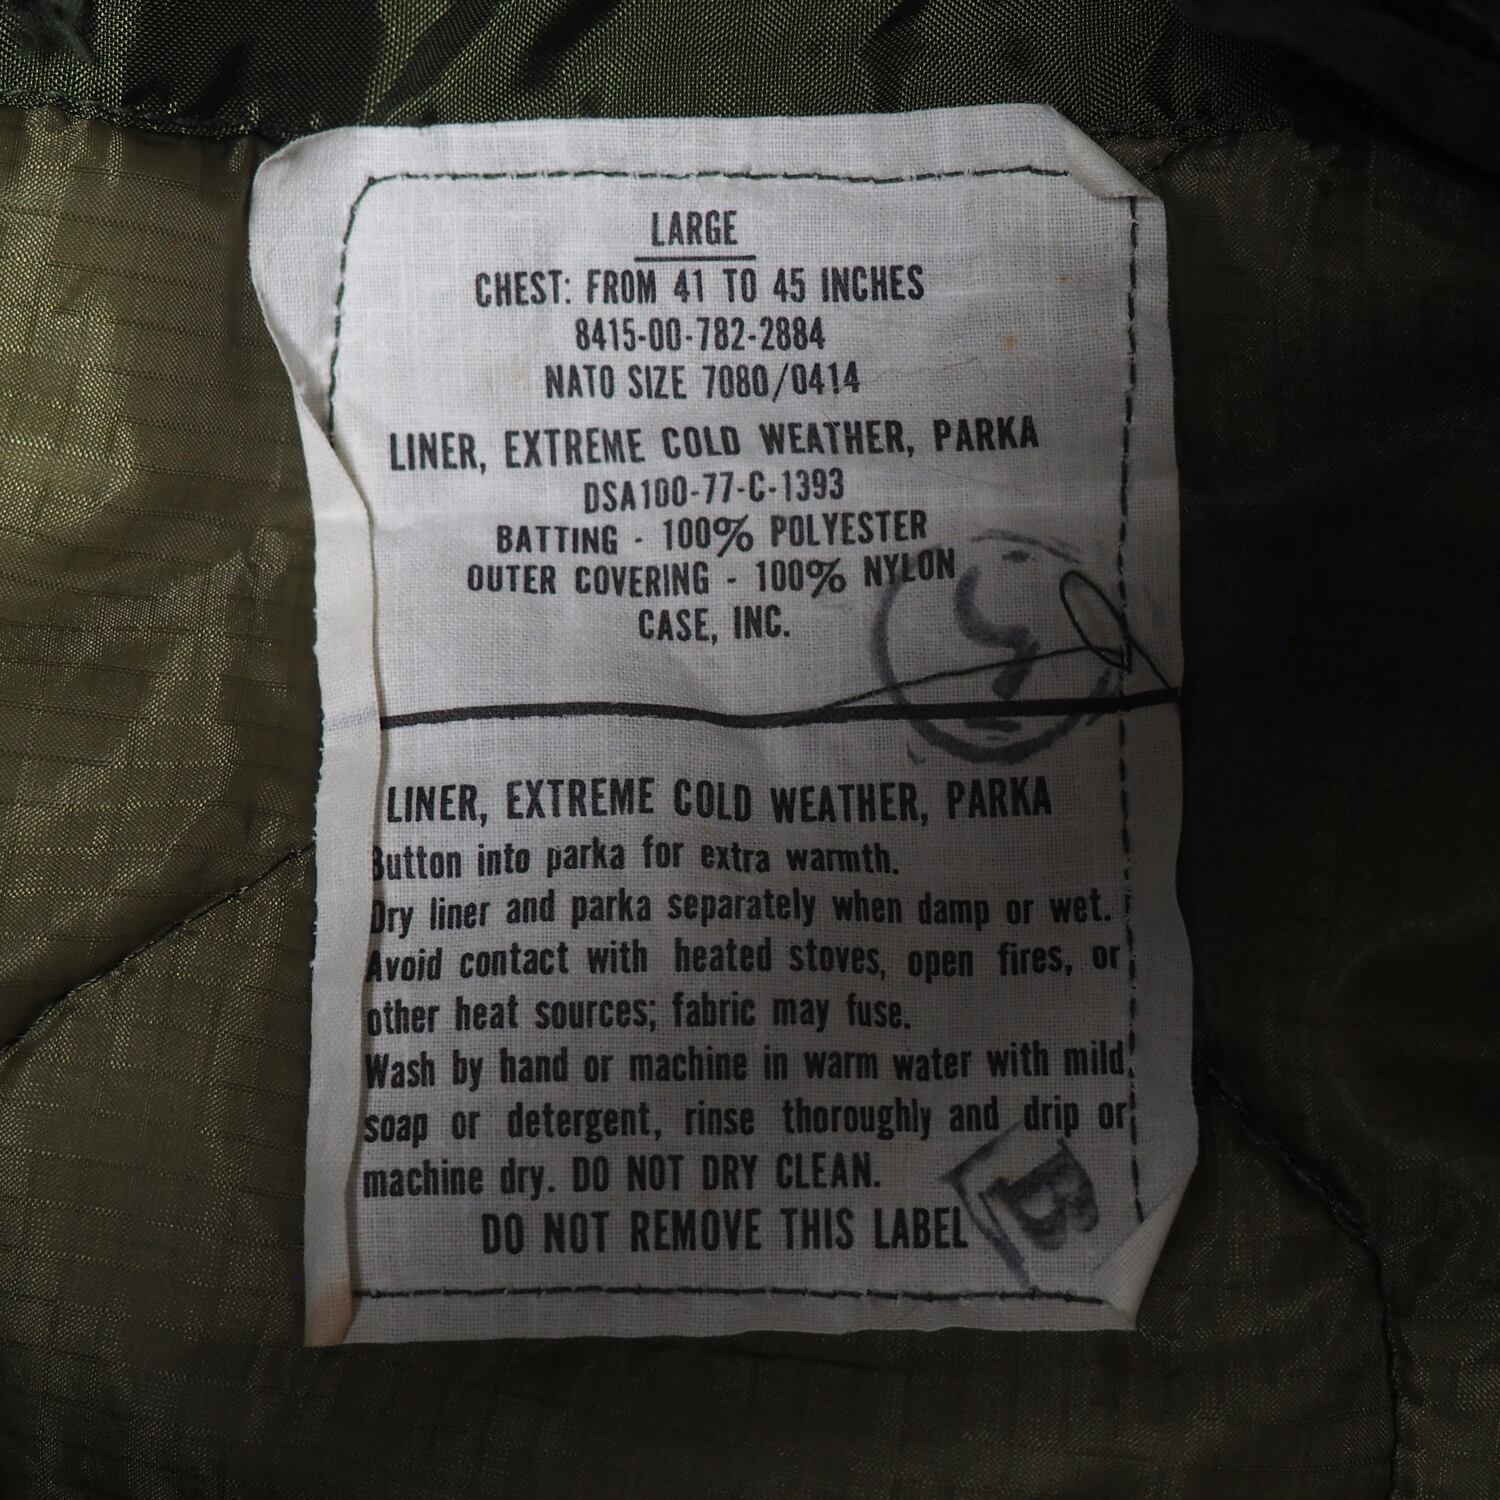 LARGE
CHEST: FROM 41 TO 45 INCHES
8415-00-782-2884
NATO SIZE 7080/0414
LINER, EXTREME COLD WEATHER, PARKA
DSA100-77-C-1393
BATTING - 100% POLYESTER
OUTER COVERING - 100% NYLON
CASE, INC.
LINER, EXTREME COLD WEATHER, PARKA
Button into parka for extra warmth.
Dry liner and parka separately when damp or wet.
Avoid contact with heated stoves, open fires, or
other heat sources; fabric may fuse.
Wash by hand or machine in warm water with mild
soap or detergent, rinse thoroughly and drip or
machine dry. DO NOT DRY CLEAN.
DO NOT REMOVE THIS LABEL
B